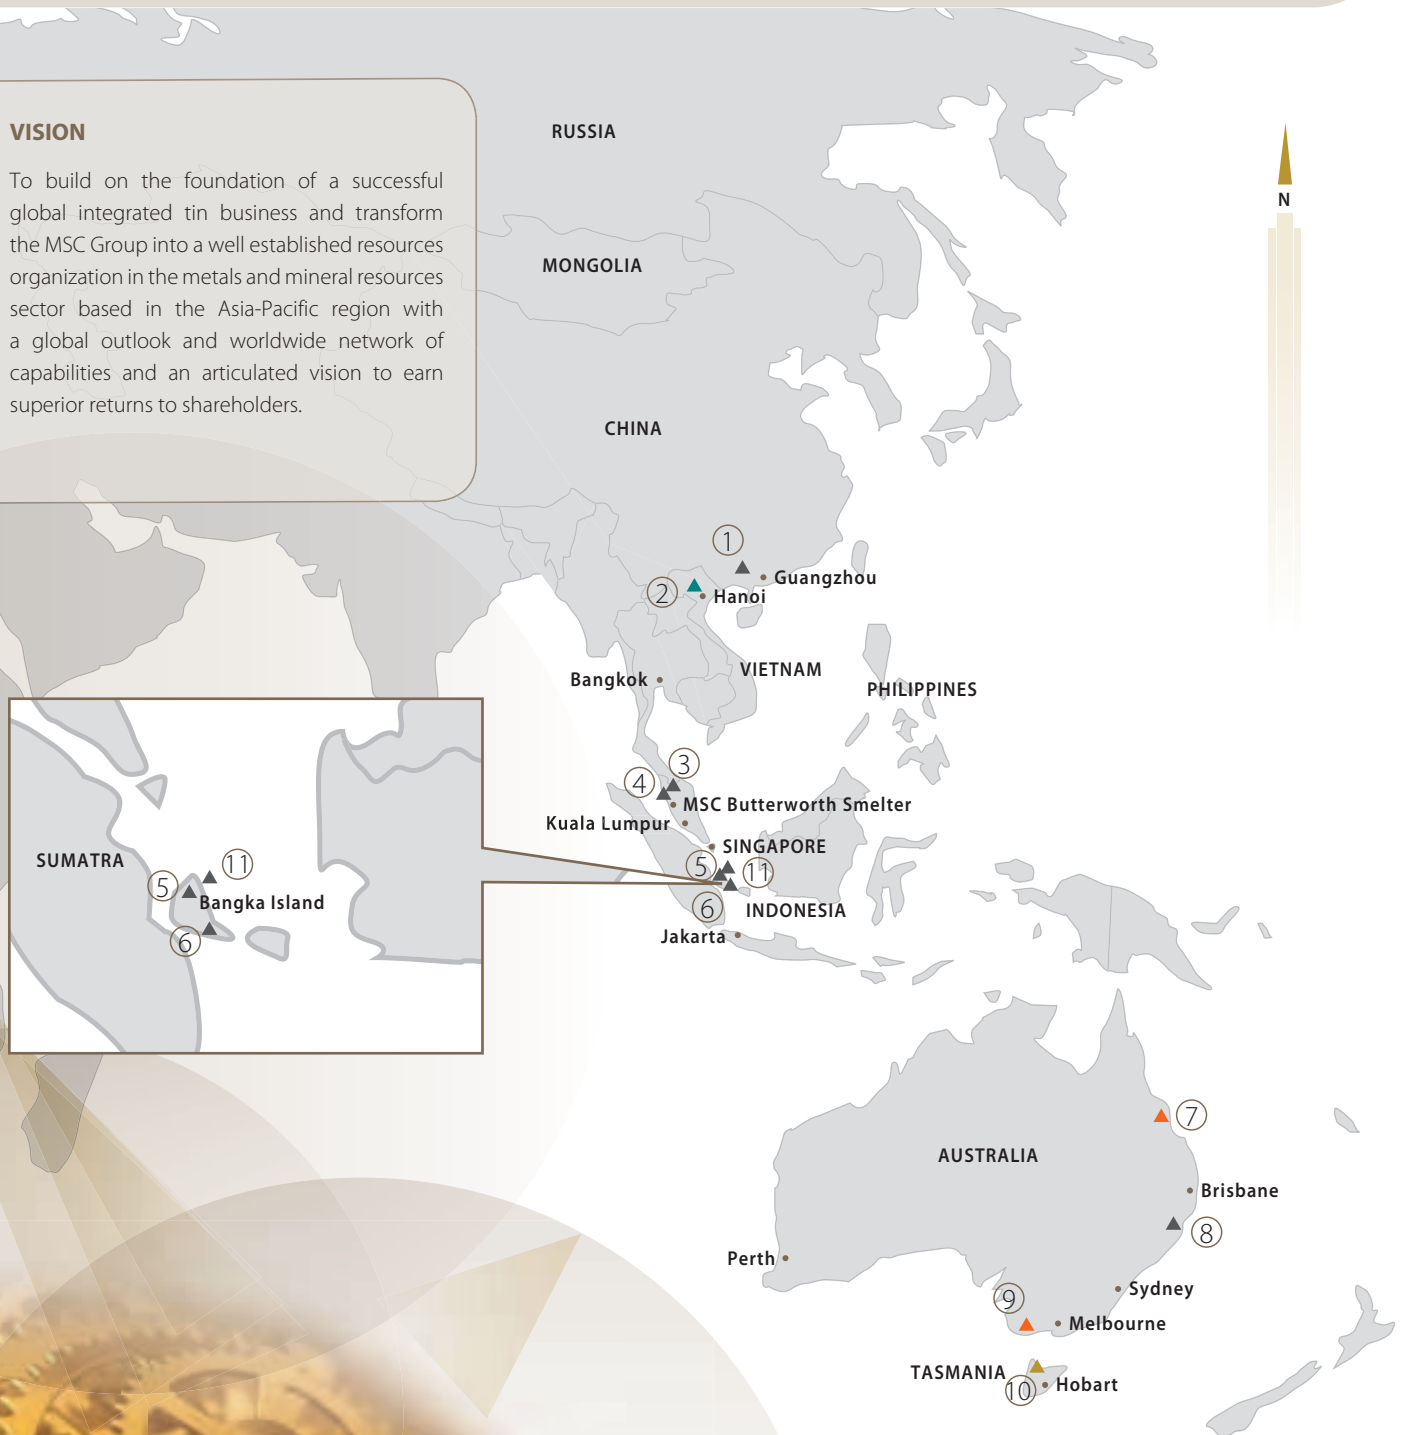 VISION
To build on the foundation of a successful
global integrated tin business and transform
the MSC Group into a well established resources
organization in the metals and mineral resources
sector based in the Asia-Pacific region with
a global outlook and worldwide network of
capabilities and an articulated vision to earn
superior returns to shareholders.
RUSSIA
N
MONGOLIA
CHINA
1
Guangzhou
2
Hanoi
VIETNAM
Bangkok
PHILIPPINES
3
4
MSC Butterworth Smelter
Kuala Lumpur
SINGAPORE
5
11
6
INDONESIA
Jakarta
SUMATRA
11
5
Bangka Island
6
7
AUSTRALIA
Brisbane
8
Perth
Sydney
9
Melbourne
TASMANIA
10
Hobart